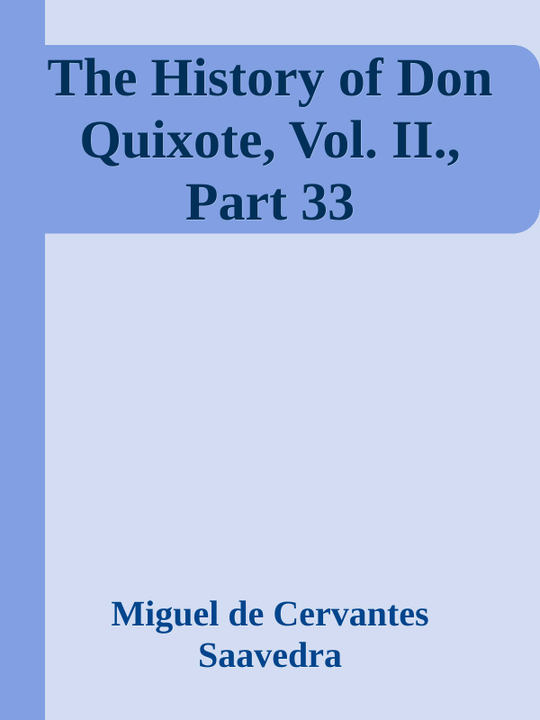 The History of Don
Quixote, Vol. II.,
Part 33
Miguel de Cervantes
Saavedra